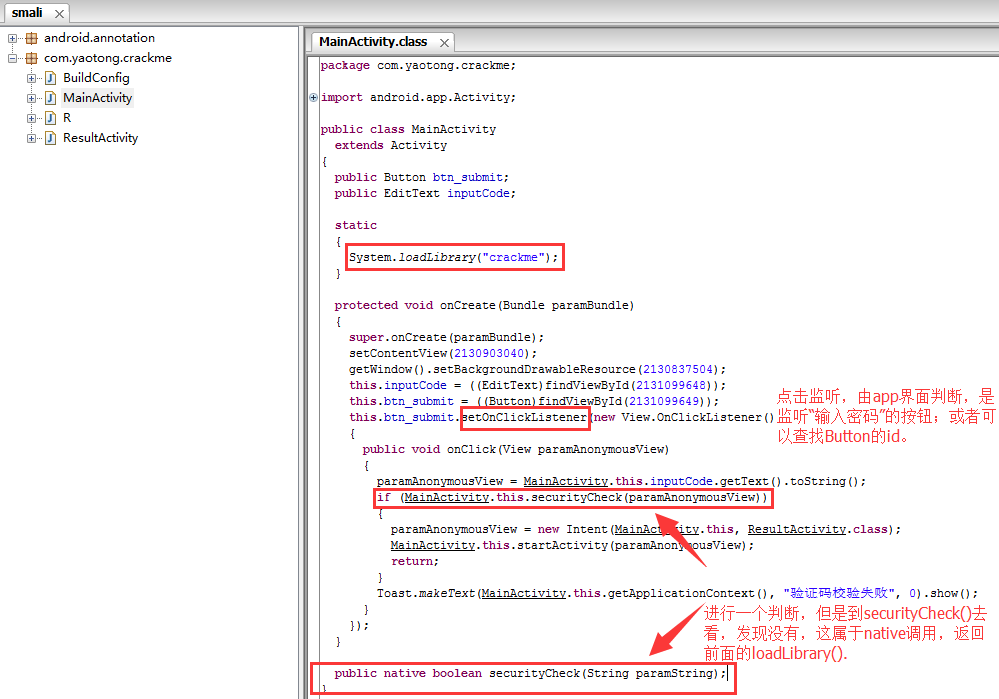 smali
android.annotation
com.yaotong.crackme
BuildConfig
MainActivity
R
ResultActivity
MainActivity.class
package com.yaotong.crackme;
import android.app.Activity;
public class MainActivity
extends Activity
{
public Button btn_submit;
public EditText inputCode;
static
{
System.loadLibrary("crackme");
}
protected void onCreate(Bundle paramBundle)
{
super.onCreate(paramBundle);
setContentView(2130903040);
getWindow().setBackgroundDrawableResource(2130837504);
this.inputCode = ((EditText)findViewById(2131099648));
this.btn_submit = ((Button)findViewById(2131099649));
this.btn_submit.setOnClickListener(new View.OnClickListener()
{
public void onClick(View paramAnonymousView)
{
paramAnonymousView = MainActivity.this.inputCode.getText().toString();
if (MainActivity.this.securityCheck(paramAnonymousView))
{
paramAnonymousView = new Intent(MainActivity.this, ResultActivity.class);
MainActivity.this.startActivity(paramAnonymousView);
return;
}
Toast.makeText(MainActivity.this.getApplicationContext(), "验证码校验失败", 0).show();
}
});
}
public native boolean securityCheck(String paramString);
}
点击监听，由app界面判断，是
监听“输入密码”的按钮；或者可
以查找Button的id。
进行一个判断，但是到securityCheck()去
看，发现没有，这属于native调用，返回
前面的loadLibrary().